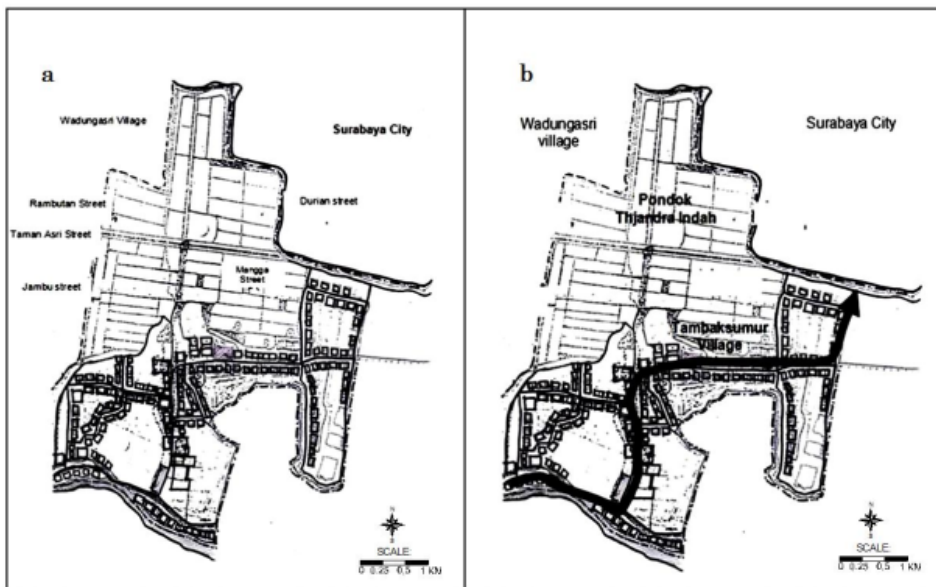 a
Wadungasri Village
Surabaya City
Rambutan Street
Durian street
Taman Asri Street
Mangga
Street
Jambu street
SCALE:
0 0.25 0,5 1 KM
b
Wadungasri
village
Surabaya City
Pondok
Thjandra Indah
Tambaksumur
Village
SCALE:
0 0.25 0,5 1 KM